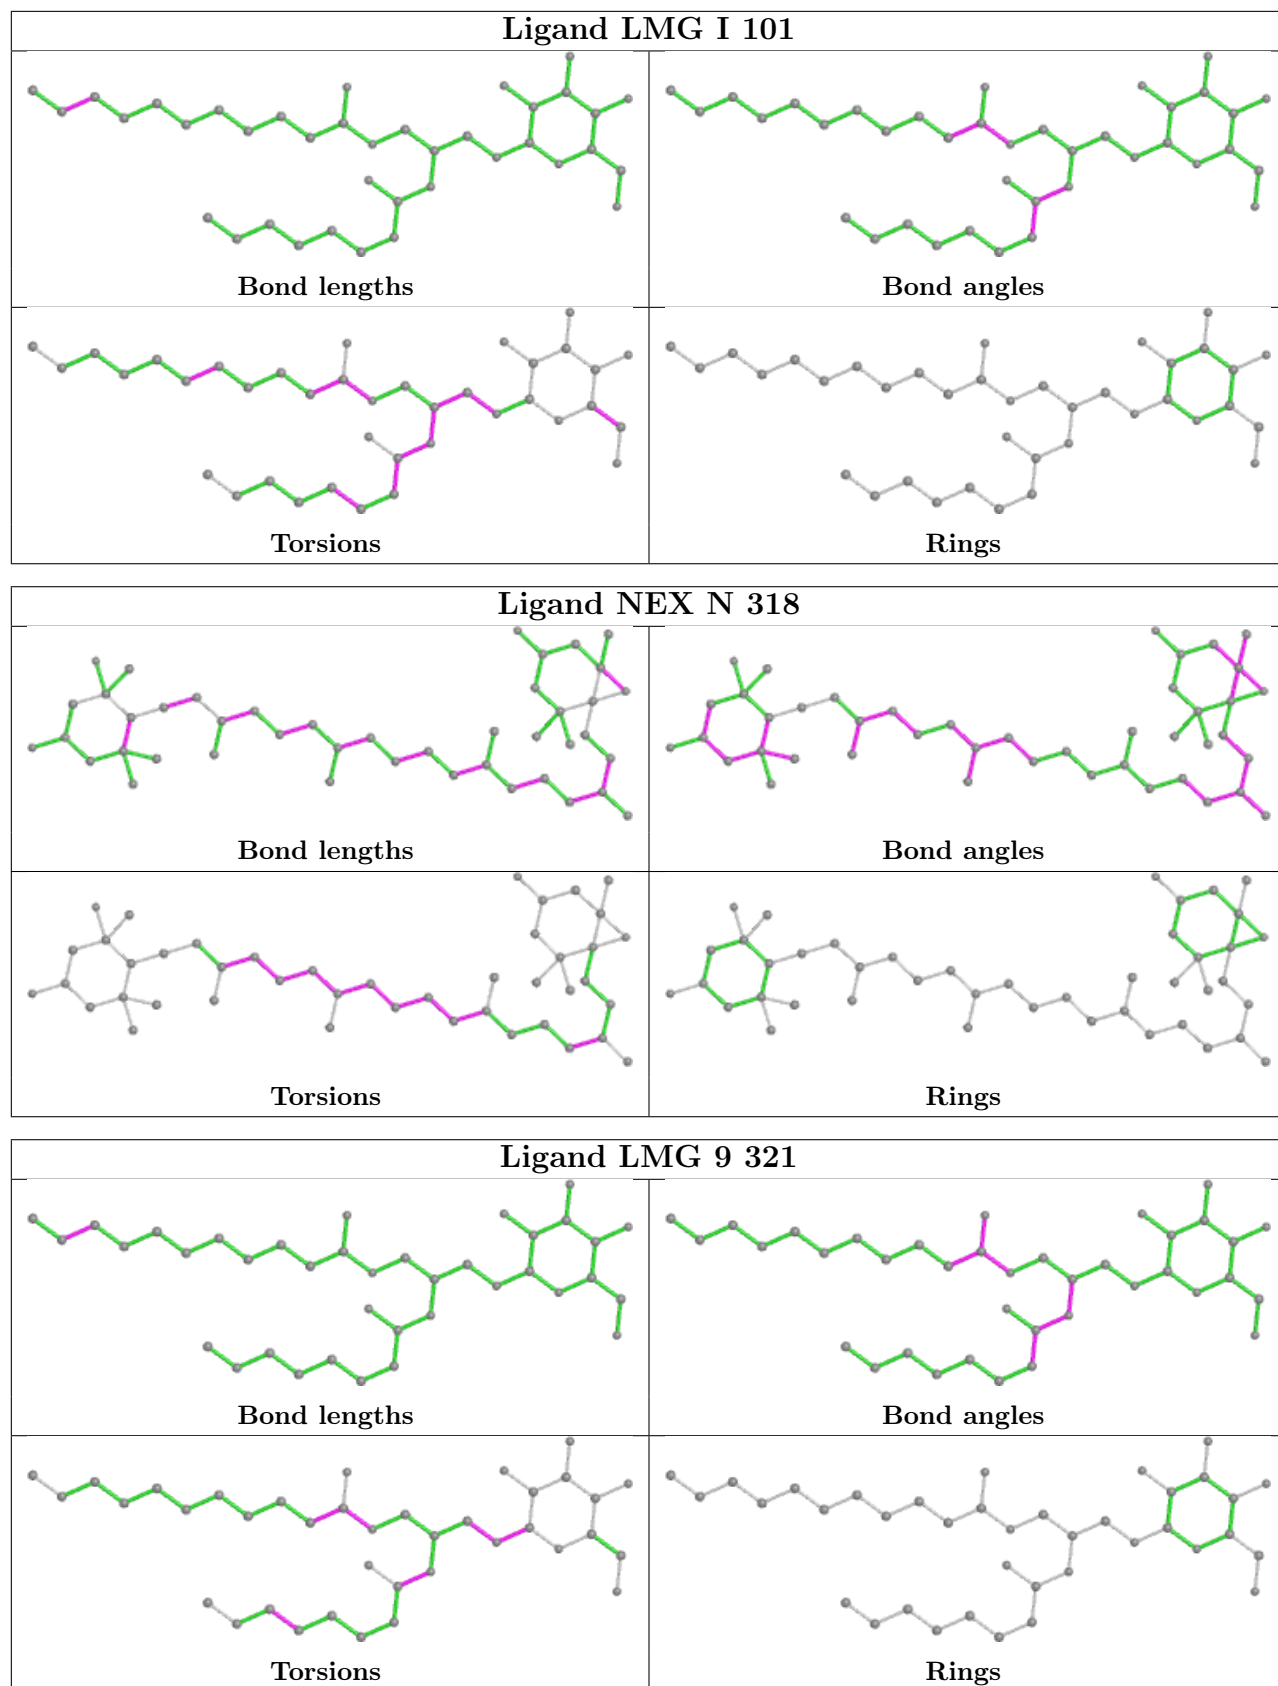 Ligand LMG I 101
Bond lengths
Bond angles
Torsions
Rings
Ligand NEX N 318
Bond lengths
Bond angles
Torsions
Rings
Ligand LMG 9 321
Bond lengths
Bond angles
Torsions
Rings